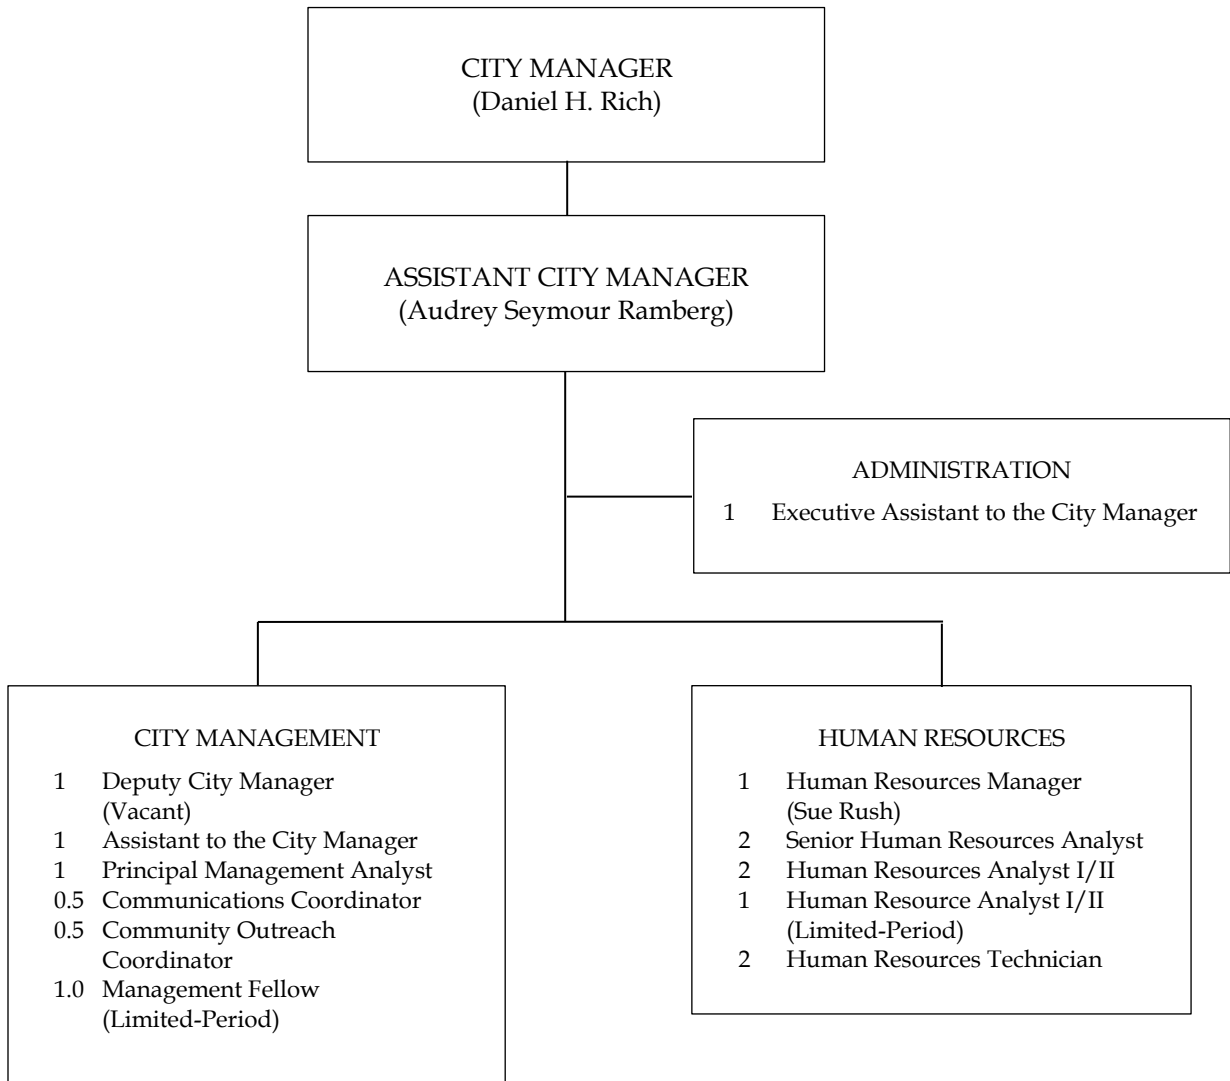 CITY MANAGER
(Daniel H. Rich)
ASSISTANT CITY MANAGER
(Audrey Seymour Ramberg)
ADMINISTRATION
1 Executive Assistant to the City Manager
CITY MANAGEMENT
1 Deputy City Manager
(Vacant)
1 Assistant to the City Manager
1 Principal Management Analyst
0.5 Communications Coordinator
0.5 Community Outreach
Coordinator
1.0 Management Fellow
(Limited-Period)
HUMAN RESOURCES
1 Human Resources Manager
(Sue Rush)
2 Senior Human Resources Analyst
2 Human Resources Analyst I/II
1 Human Resource Analyst I/II
(Limited-Period)
2 Human Resources Technician